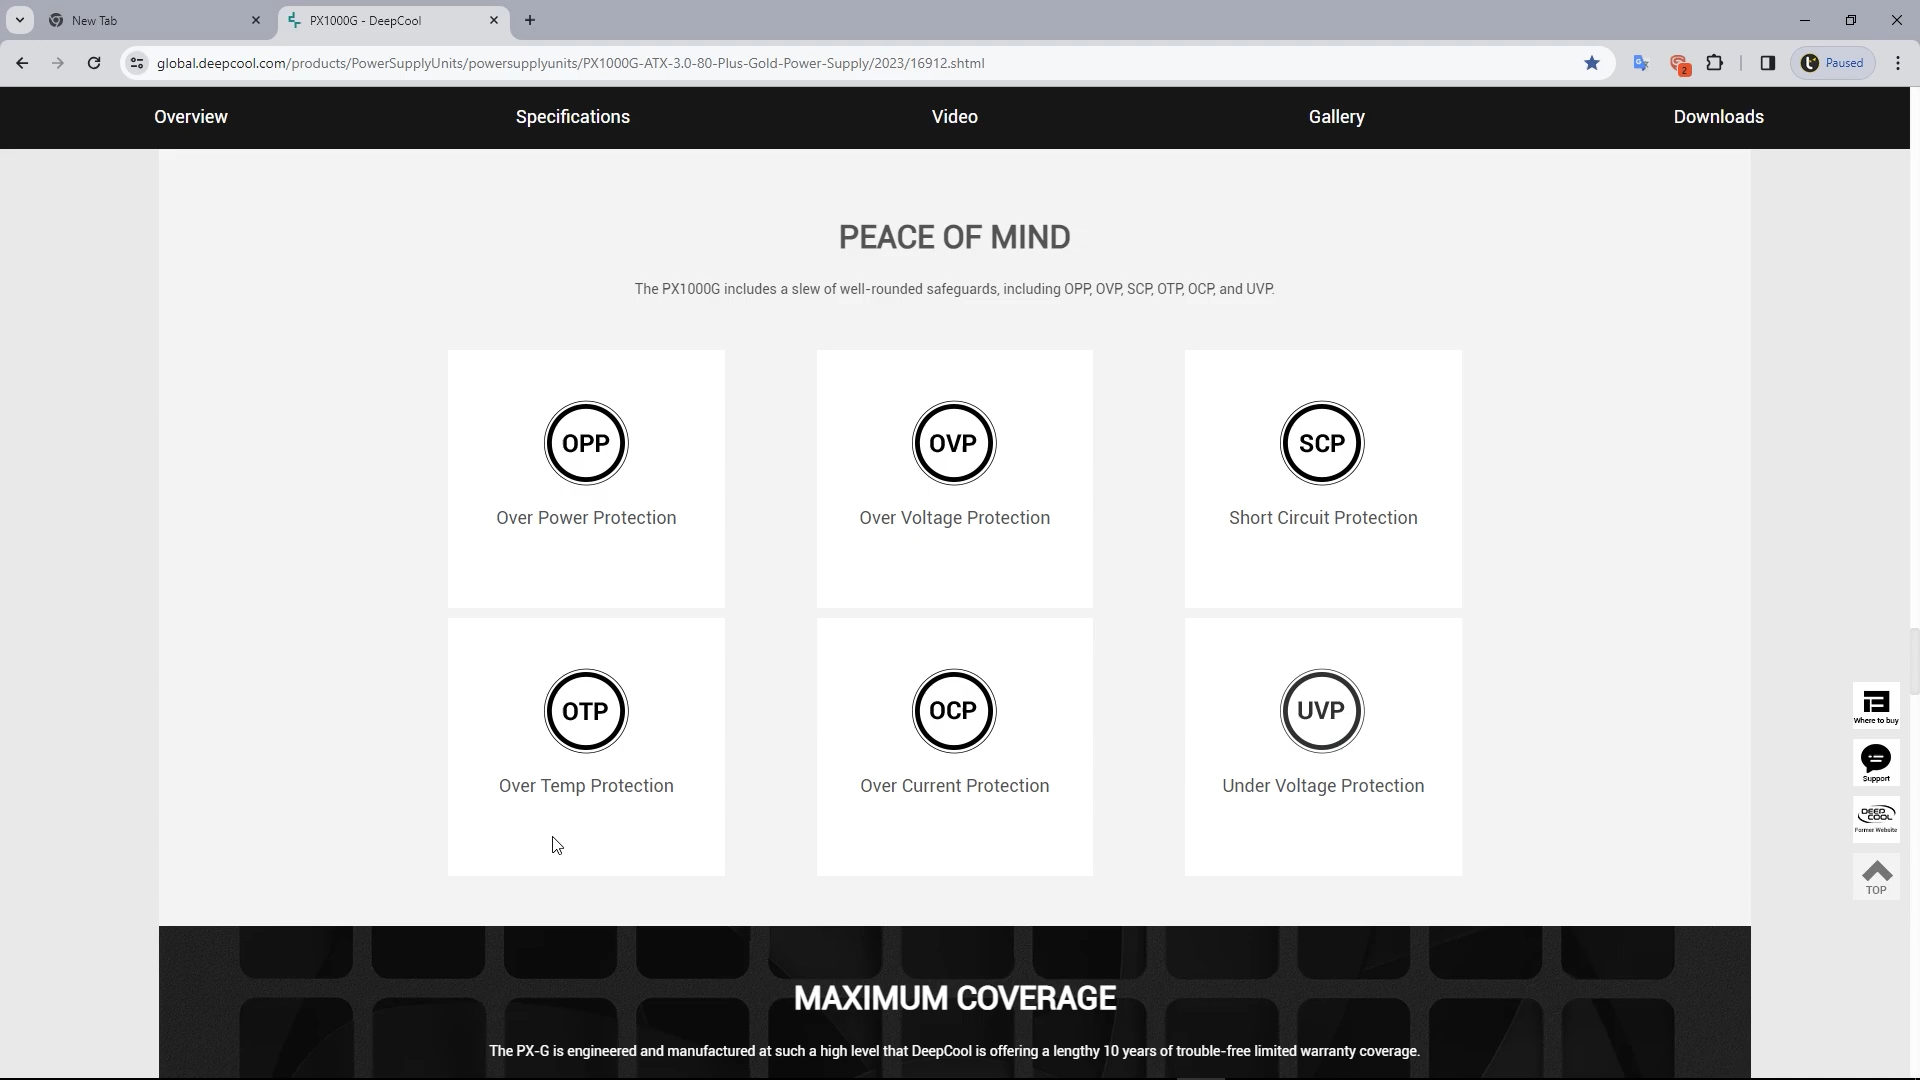 New Tab
PX1000G - DeepCool
global.deepcool.com/products/PowerSupplyUnits/powersupplyunits/PX1000G-ATX-3.0-80-Plus-Gold-Power-Supply/2023/16912.shtml
2
Paused
Overview
Specifications
Video
Gallery
Downloads
PEACE OF MIND
The PX1000G includes a slew of well-rounded safeguards, including OPP, OVP, SCP, OTP, OCP, and UVP.
OPP
OVP
SCP
Over Power Protection
Over Voltage Protection
Short Circuit Protection
OTP
OCP
UVP
Over Temp Protection
Over Current Protection
Under Voltage Protection
Where to buy
Support
DEEP
COOL
Former Website
TOP
MAXIMUM COVERAGE
The PX-G is engineered and manufactured at such a high level that DeepCool is offering a lengthy 10 years of trouble-free limited warranty coverage.